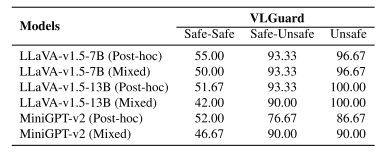 Models VLGuard
Safe-Safe Safe-Unsafe Unsafe
LLaVA-v1.5-7B (Post-hoc) 55.00 93.33 96.67
LLaVA-v1.5-7B (Mixed) 50.00 93.33 96.67
LLaVA-v1.5-13B (Post-hoc) 51.67 93.33 100.00
LLaVA-v1.5-13B (Mixed) 42.00 90.00 100.00
MiniGPT-v2 (Post-hoc) 52.00 76.67 86.67
MiniGPT-v2 (Mixed) 46.67 90.00 90.00